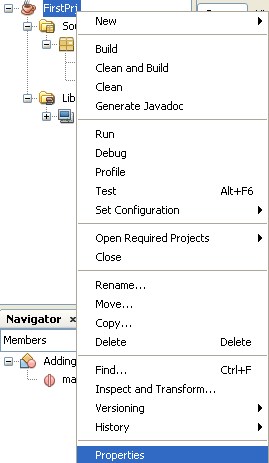 FirstPri
New
Sou
Build
Clean and Build
Clean
Lib
Generate Javadoc
Run
Debug
Profile
Test Alt+F6
Set Configuration
Open Required Projects
Close
Rename...
Move...
Copy...
Navigator ×
Members
Delete Delete
Adding
Find... Ctrl+F
ma
Inspect and Transform...
Versioning
History
Properties